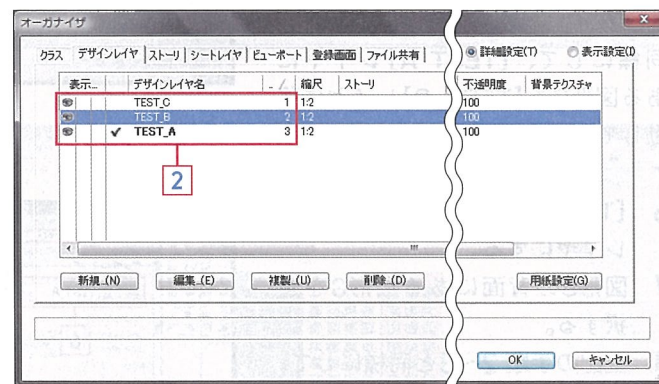 オーガナイザ
クラス デザインレイヤ ストーリ シートレイヤ ビューポート 登録画面 ファイル共有 詳細設定(T) 表示設定(I)
表示... デザインレイヤ名 .. / 縮尺 ストーリ 不透明度 背景テクスチャ
TEST_C 1 1:2 100
TEST_B 2 1:2 100
✓ TEST_A 3 1:2 100
2
新規...(N) 編集...(E) 複製...(U) 削除...(D) 用紙設定(G)
OK キャンセル